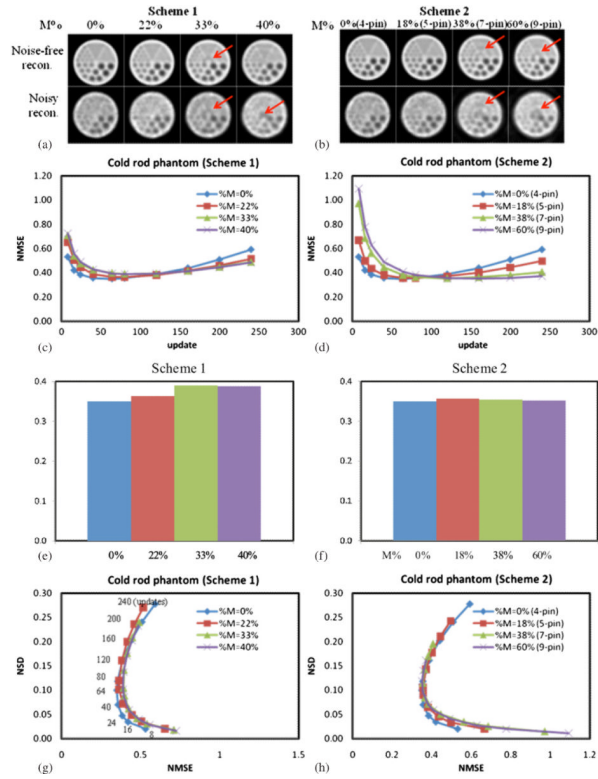 Scheme 1
M% 0% 22% 33% 40%
Noise-free
recon.
Noisy
recon.
(a)
Scheme 2
M% 0%(4-pin) 18%(5-pin) 38%(7-pin) 60%(9-pin)
(b)
Cold rod phantom (Scheme 1)
1.20
1.00
0.80
0.60
0.40
0.20
0.00
NMSE
%M=0%
%M=22%
%M=33%
%M=40%
0 50 100 150 200 250 300
update
(c)
Cold rod phantom (Scheme 2)
1.20
1.00
0.80
0.60
0.40
0.20
0.00
NMSE
%M=0% (4-pin)
%M=18% (5-pin)
%M=38% (7-pin)
%M=60% (9-pin)
0 50 100 150 200 250 300
update
(d)
Scheme 1
0.4
0.3
0.2
0.1
0.0
0% 22% 33% 40%
(e)
Scheme 2
0.4
0.3
0.2
0.1
0.0
M% 0% 18% 38% 60%
(f)
Cold rod phantom (Scheme 1)
0.30
0.25
0.20
0.15
0.10
0.05
0.00
NSD
240 (updates)
200
160
120
80
64
40
24
16
8
%M=0%
%M=22%
%M=33%
%M=40%
0 0.5 1 1.5
NMSE
(g)
Cold rod phantom (Scheme 2)
0.30
0.25
0.20
0.15
0.10
0.05
0.00
NSD
%M=0% (4-pin)
%M=18% (5-pin)
%M=38% (7-pin)
%M=60% (9-pin)
0 0.2 0.4 0.6 0.8 1 1.2
NMSE
(h)